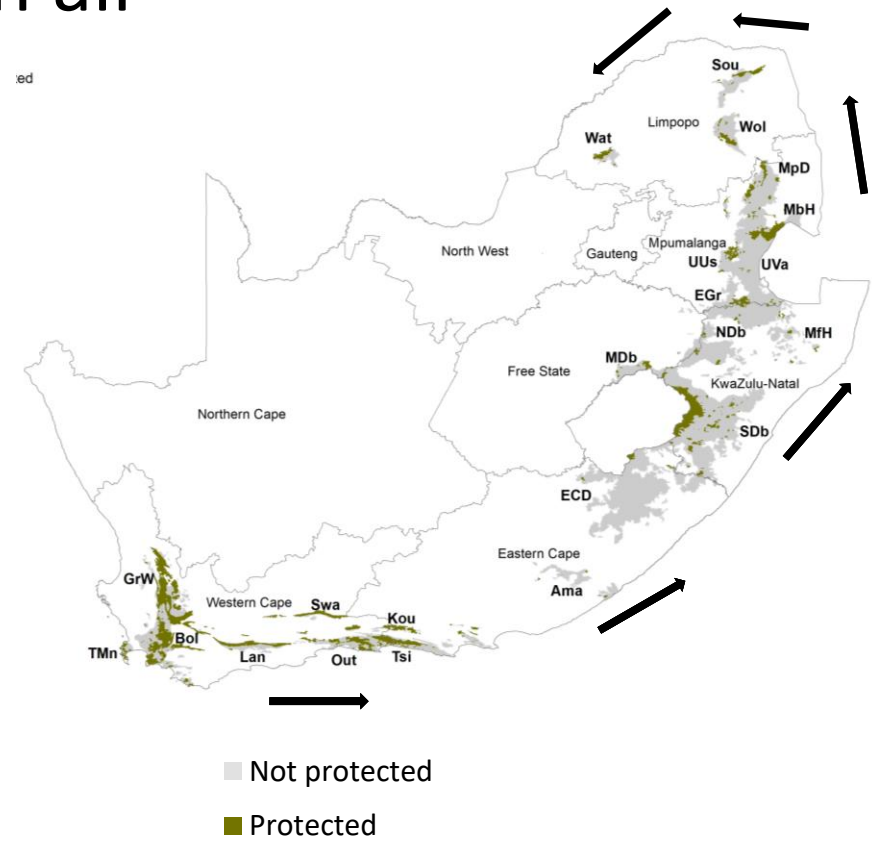 Sou
Limpopo
Wol
Wat
MpD
MbH
North West
Gauteng
Mpumalanga
UUs
UVa
EGr
NDb
MfH
MDb
Free State
KwaZulu-Natal
Northern Cape
SDb
ECD
Eastern Cape
GrW
Ama
Western Cape
Swa
Kou
Bol
TMn
Lan
Out
Tsi
Not protected
Protected